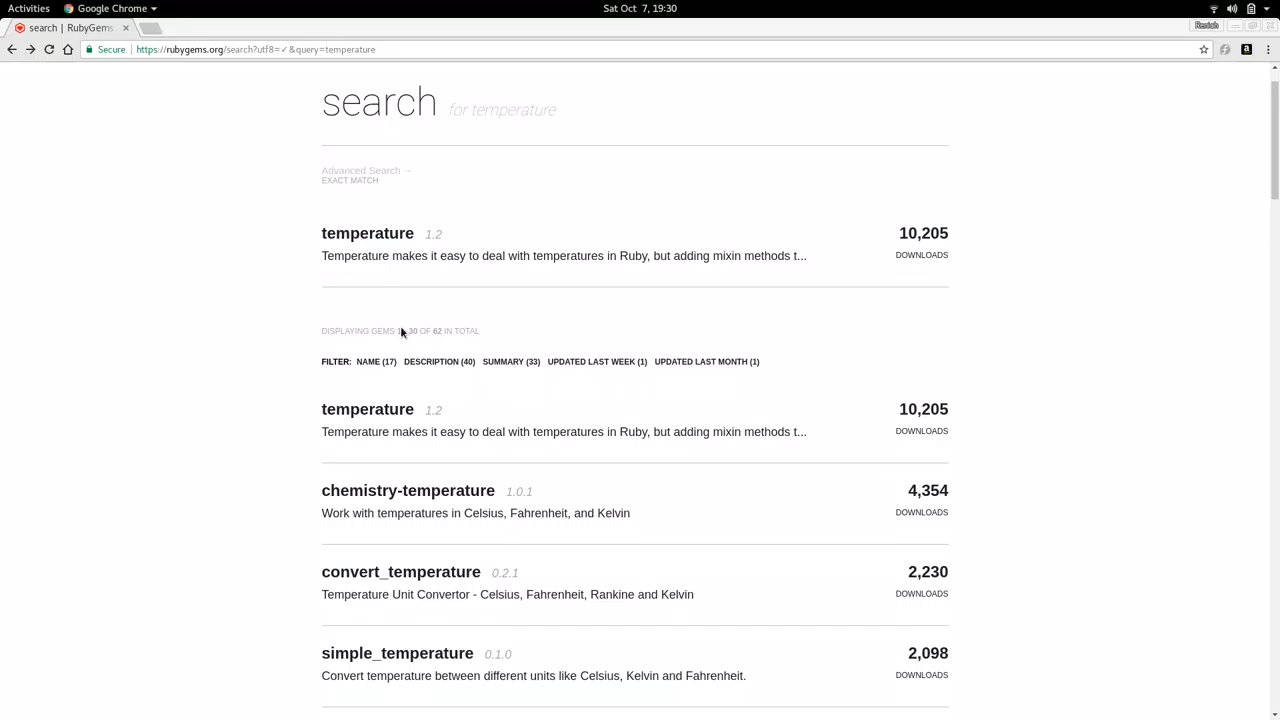 Activities Google Chrome Sat Oct 7, 19:30
search | RubyGems
Renish
Secure https://rubygems.org/search?utf8=✓&query=temperature
search for temperature
Advanced Search →
EXACT MATCH
temperature 1.2 10,205
Temperature makes it easy to deal with temperatures in Ruby, but adding mixin methods t... DOWNLOADS
DISPLAYING GEMS 30 OF 62 IN TOTAL
FILTER: NAME (17) DESCRIPTION (40) SUMMARY (33) UPDATED LAST WEEK (1) UPDATED LAST MONTH (1)
temperature 1.2 10,205
Temperature makes it easy to deal with temperatures in Ruby, but adding mixin methods t... DOWNLOADS
chemistry-temperature 1.0.1 4,354
Work with temperatures in Celsius, Fahrenheit, and Kelvin DOWNLOADS
convert_temperature 0.2.1 2,230
Temperature Unit Convertor - Celsius, Fahrenheit, Rankine and Kelvin DOWNLOADS
simple_temperature 0.1.0 2,098
Convert temperature between different units like Celsius, Kelvin and Fahrenheit. DOWNLOADS